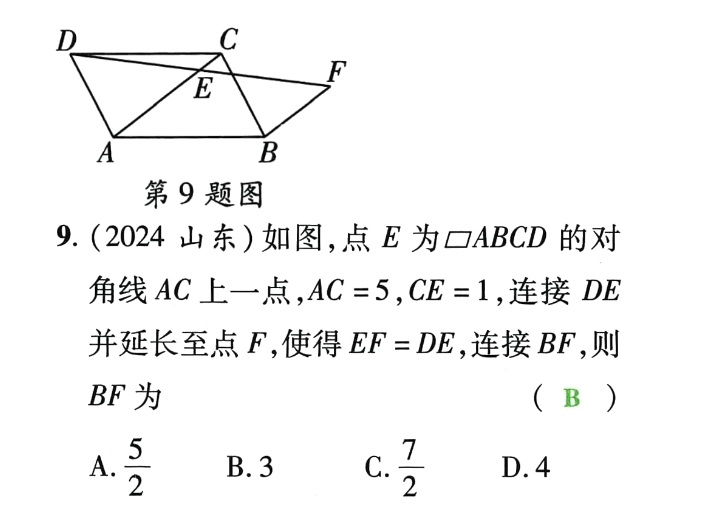 D C
F
E
A B
第9题图
9. (2024 山东)如图,点 E 为▱ABCD 的对
角线 AC 上一点,AC=5,CE=1,连接 DE
并延长至点 F,使得 EF=DE,连接 BF,则
BF 为 ( B )
A. 5/2 B. 3 C. 7/2 D. 4